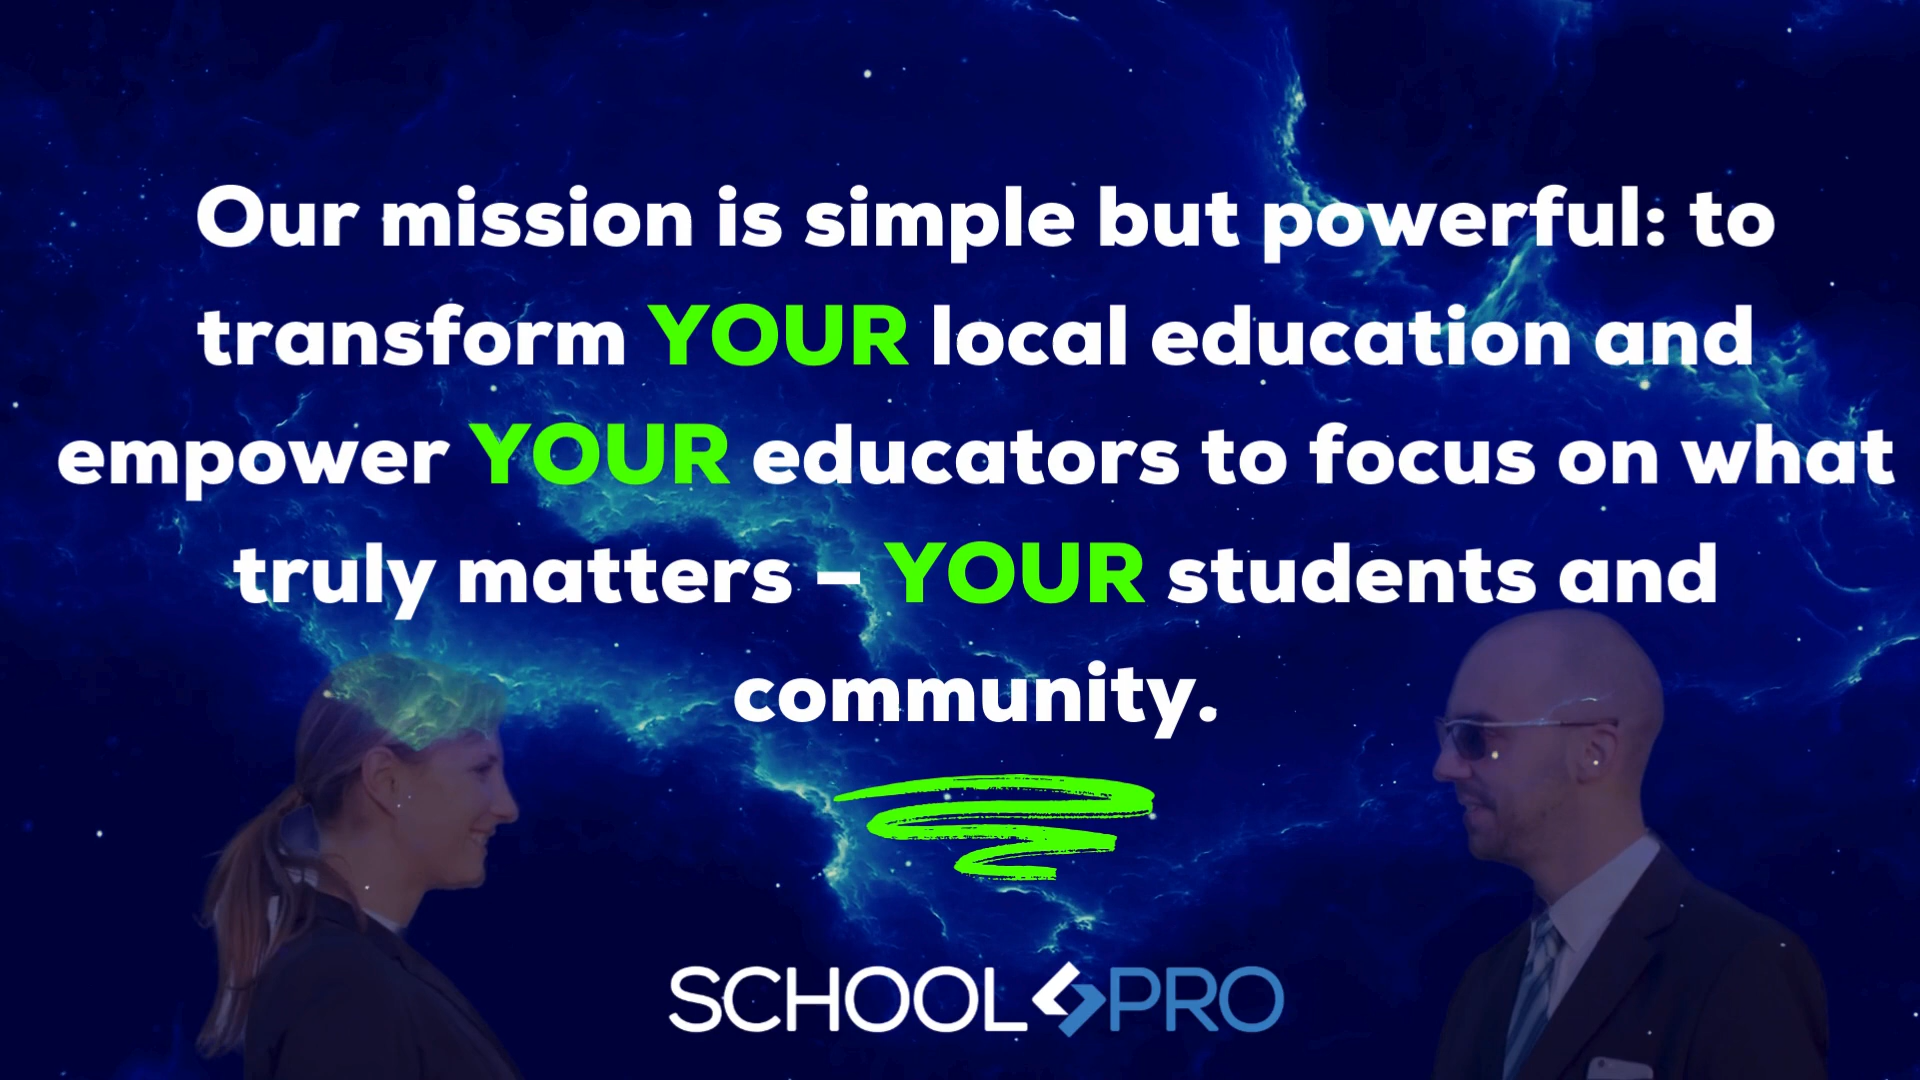 Our mission is simple but powerful: to
transform YOUR local education and
empower YOUR educators to focus on what
truly matters – YOUR students and
community.
SCHOOL PRO